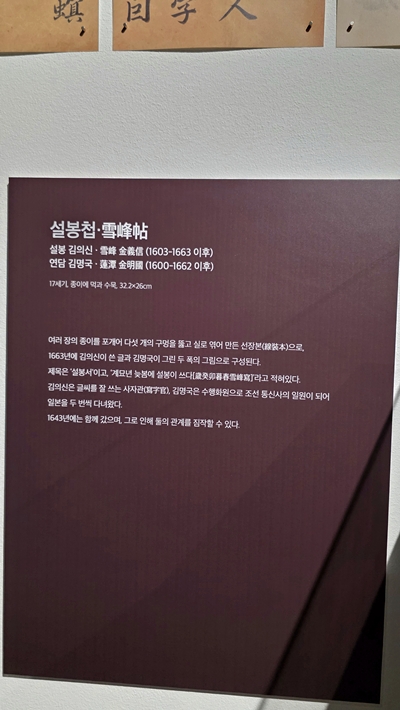 蟥 回 学 人
설봉첩·雪峰帖
설봉 김의신 · 雪峰 金義信 (1603-1663 이후)
연담 김명국 · 蓮潭 金明國 (1600-1662 이후)
17세기, 종이에 먹과 수묵, 32.2×26cm
여러 장의 종이를 포개어 다섯 개의 구멍을 뚫고 실로 엮어 만든 선장본(線裝本)으로,
1663년에 김의신이 쓴 글과 김명국이 그린 두 폭의 그림으로 구성된다.
제목은 '설봉서'이고, '계묘년 늦봄에 설봉이 쓰다[歲癸卯暮春雪峰寫]'라고 적혀있다.
김의신은 글씨를 잘 쓰는 사자관(寫字官), 김명국은 수행화원으로 조선 통신사의 일원이 되어
일본을 두 번씩 다녀왔다.
1643년에는 함께 갔으며, 그로 인해 둘의 관계를 짐작할 수 있다.